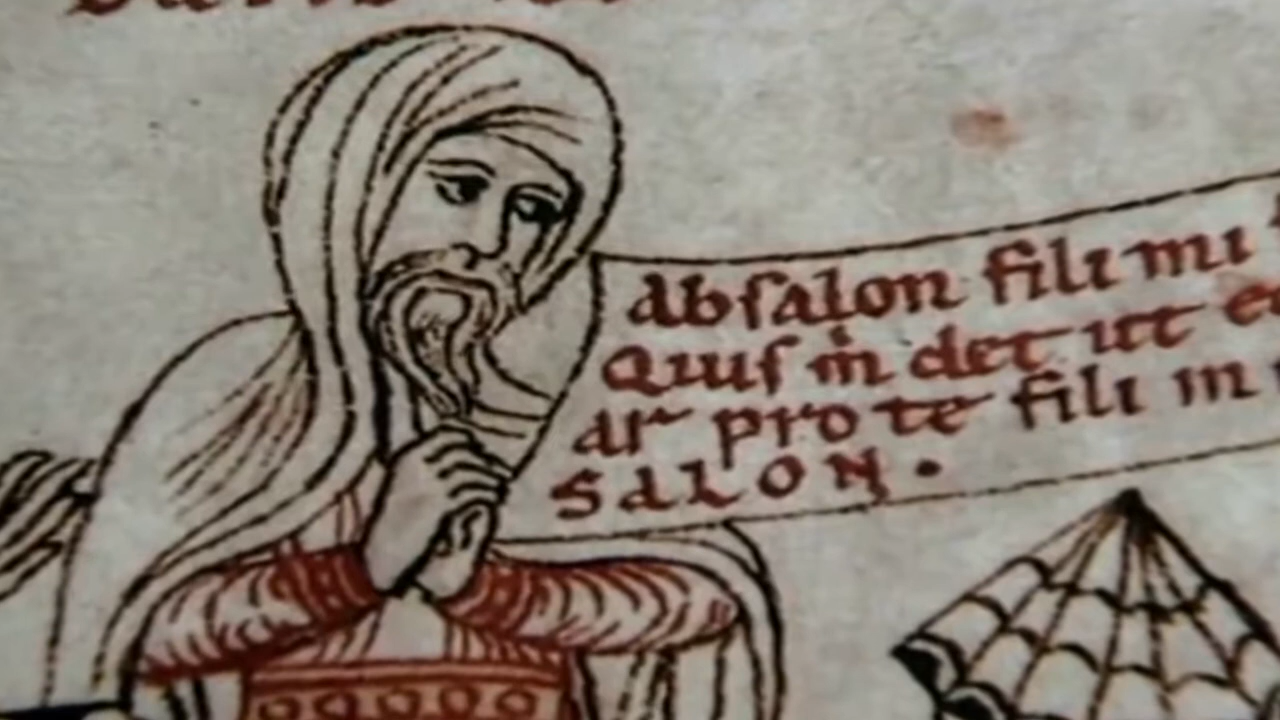 absalon fili mi
Quis m̄ det ut
ar pro te fili m
SALON.